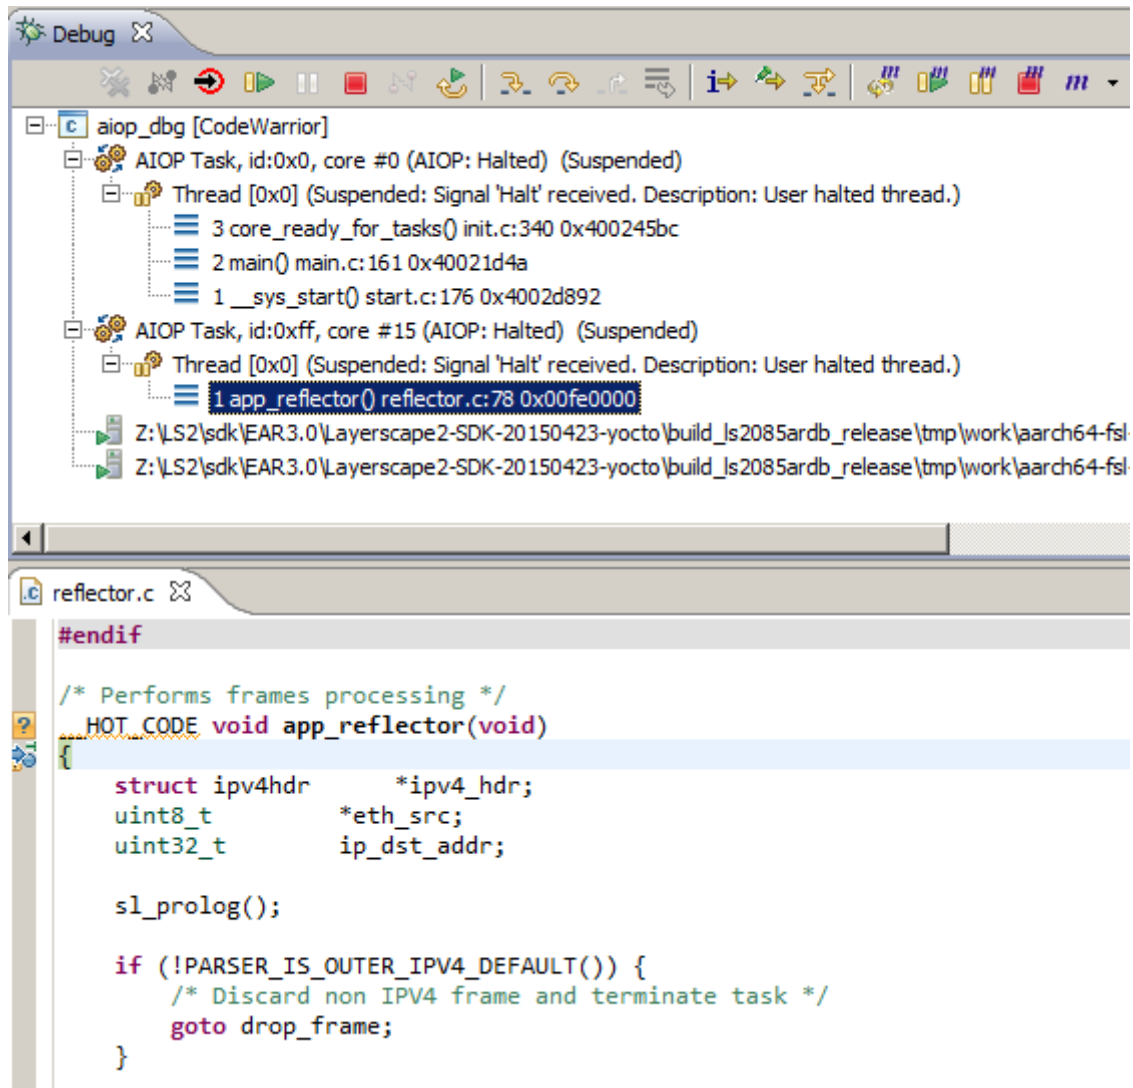 Debug
aiop_dbg [CodeWarrior]
AIOP Task, id:0x0, core #0 (AIOP: Halted) (Suspended)
Thread [0x0] (Suspended: Signal 'Halt' received. Description: User halted thread.)
3 core_ready_for_tasks() init.c:340 0x400245bc
2 main() main.c:161 0x40021d4a
1 __sys_start() start.c:176 0x4002d892
AIOP Task, id:0xff, core #15 (AIOP: Halted) (Suspended)
Thread [0x0] (Suspended: Signal 'Halt' received. Description: User halted thread.)
1 app_reflector() reflector.c:78 0x00fe0000
Z:\LS2\sdk\EAR3.0\Layerscape2-SDK-20150423-yocto\build_ls2085ardb_release\tmp\work\aarch64-fsl-
Z:\LS2\sdk\EAR3.0\Layerscape2-SDK-20150423-yocto\build_ls2085ardb_release\tmp\work\aarch64-fsl-
reflector.c
#endif
/* Performs frames processing */
__HOT_CODE void app_reflector(void)
{
struct ipv4hdr *ipv4_hdr;
uint8_t *eth_src;
uint32_t ip_dst_addr;
sl_prolog();
if (!PARSER_IS_OUTER_IPV4_DEFAULT()) {
/* Discard non IPV4 frame and terminate task */
goto drop_frame;
}